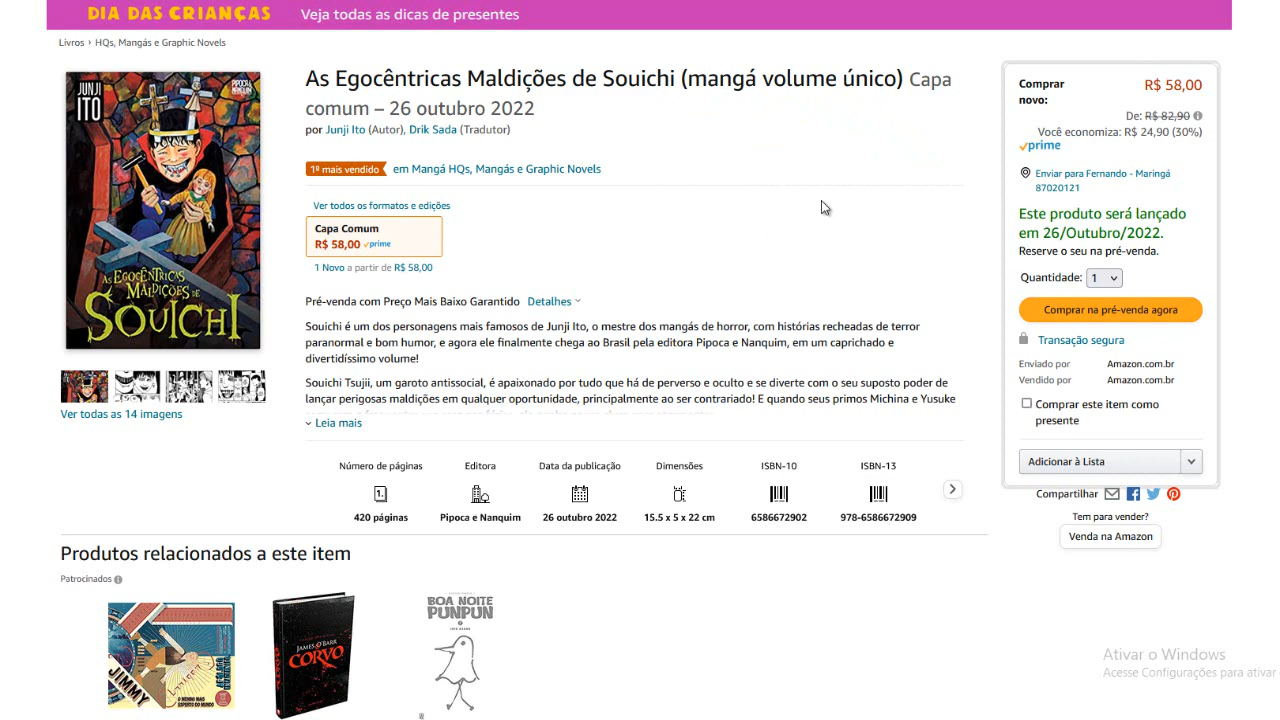 DIA DAS CRIANÇAS Veja todas as dicas de presentes
Livros › HQs, Mangás e Graphic Novels
JUNJI
ITO
PIPOCA &
NANQUIM
AS EGOCÊNTRICAS
MALDIÇÕES DE
SOUICHI
Ver todas as 14 imagens
As Egocêntricas Maldições de Souichi (mangá volume único) Capa
comum – 26 outubro 2022
por Junji Ito (Autor), Drik Sada (Tradutor)
1º mais vendido em Mangá HQs, Mangás e Graphic Novels
Ver todos os formatos e edições
Capa Comum
R$ 58,00 prime
1 Novo a partir de R$ 58,00
Pré-venda com Preço Mais Baixo Garantido Detalhes
Souichi é um dos personagens mais famosos de Junji Ito, o mestre dos mangás de horror, com histórias recheadas de terror
paranormal e bom humor, e agora ele finalmente chega ao Brasil pela editora Pipoca e Nanquim, em um caprichado e
divertidíssimo volume!
Souichi Tsujii, um garoto antissocial, é apaixonado por tudo que há de perverso e oculto e se diverte com o seu suposto poder de
lançar perigosas maldições em qualquer oportunidade, principalmente ao ser contrariado! E quando seus primos Michina e Yusuke
Leia mais
Número de páginas Editora Data da publicação Dimensões ISBN-10 ISBN-13
1.
420 páginas Pipoca e Nanquim 26 outubro 2022 15.5 x 5 x 22 cm 6586672902 978-6586672909
Comprar novo: R$ 58,00
De: R$ 82,90
Você economiza: R$ 24,90 (30%)
prime
Enviar para Fernando - Maringá
87020121
Este produto será lançado
em 26/Outubro/2022.
Reserve o seu na pré-venda.
Quantidade: 1
Comprar na pré-venda agora
Transação segura
Enviado por Amazon.com.br
Vendido por Amazon.com.br
Comprar este item como
presente
Adicionar à Lista
Compartilhar
Tem para vender?
Venda na Amazon
Produtos relacionados a este item
Patrocinados
JIMMY
O MENINO MAIS
ESPERTO DO MUNDO
JAMES O'BARR
CORVO
BOA NOITE
PUNPUN
Ativar o Windows
Acesse Configurações para ativar